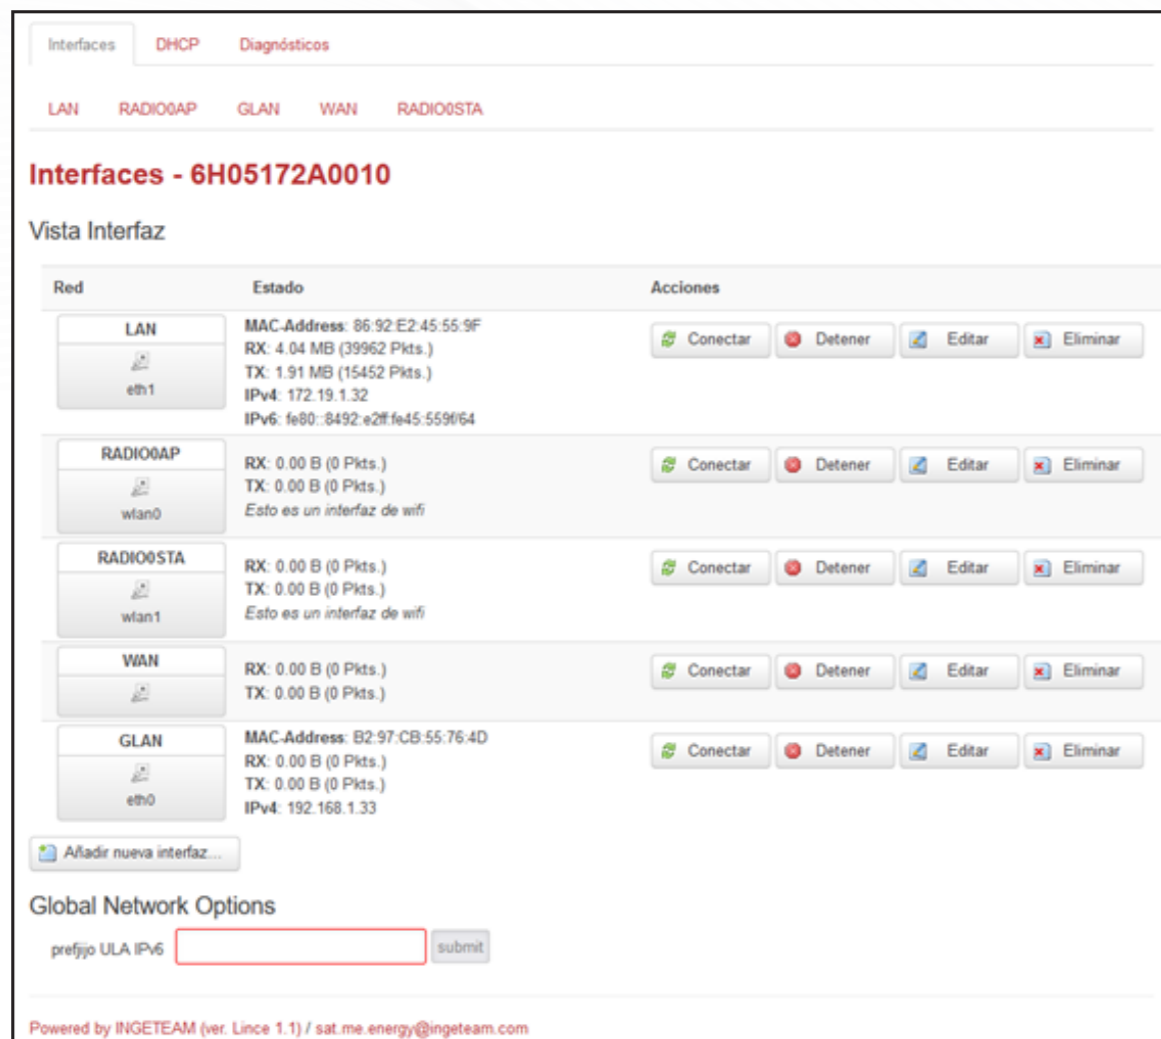 Interfaces DHCP Diagnósticos
LAN RADIO0AP GLAN WAN RADIO0STA
Interfaces - 6H05172A0010
Vista Interfaz
Red Estado Acciones
LAN
eth1
MAC-Address: 86:92:E2:45:55:9F
RX: 4.04 MB (39962 Pkts.)
TX: 1.91 MB (15452 Pkts.)
IPv4: 172.19.1.32
IPv6: fe80::8492:e2ff:fe45:559f/64
Conectar Detener Editar Eliminar
RADIO0AP
wlan0
RX: 0.00 B (0 Pkts.)
TX: 0.00 B (0 Pkts.)
Esto es un interfaz de wifi
Conectar Detener Editar Eliminar
RADIO0STA
wlan1
RX: 0.00 B (0 Pkts.)
TX: 0.00 B (0 Pkts.)
Esto es un interfaz de wifi
Conectar Detener Editar Eliminar
WAN
RX: 0.00 B (0 Pkts.)
TX: 0.00 B (0 Pkts.)
Conectar Detener Editar Eliminar
GLAN
eth0
MAC-Address: B2:97:CB:55:76:4D
RX: 0.00 B (0 Pkts.)
TX: 0.00 B (0 Pkts.)
IPv4: 192.168.1.33
Conectar Detener Editar Eliminar
Añadir nueva interfaz...
Global Network Options
prefjijo ULA IPv6 submit
Powered by INGETEAM (ver. Lince 1.1) / sat.me.energy@ingeteam.com